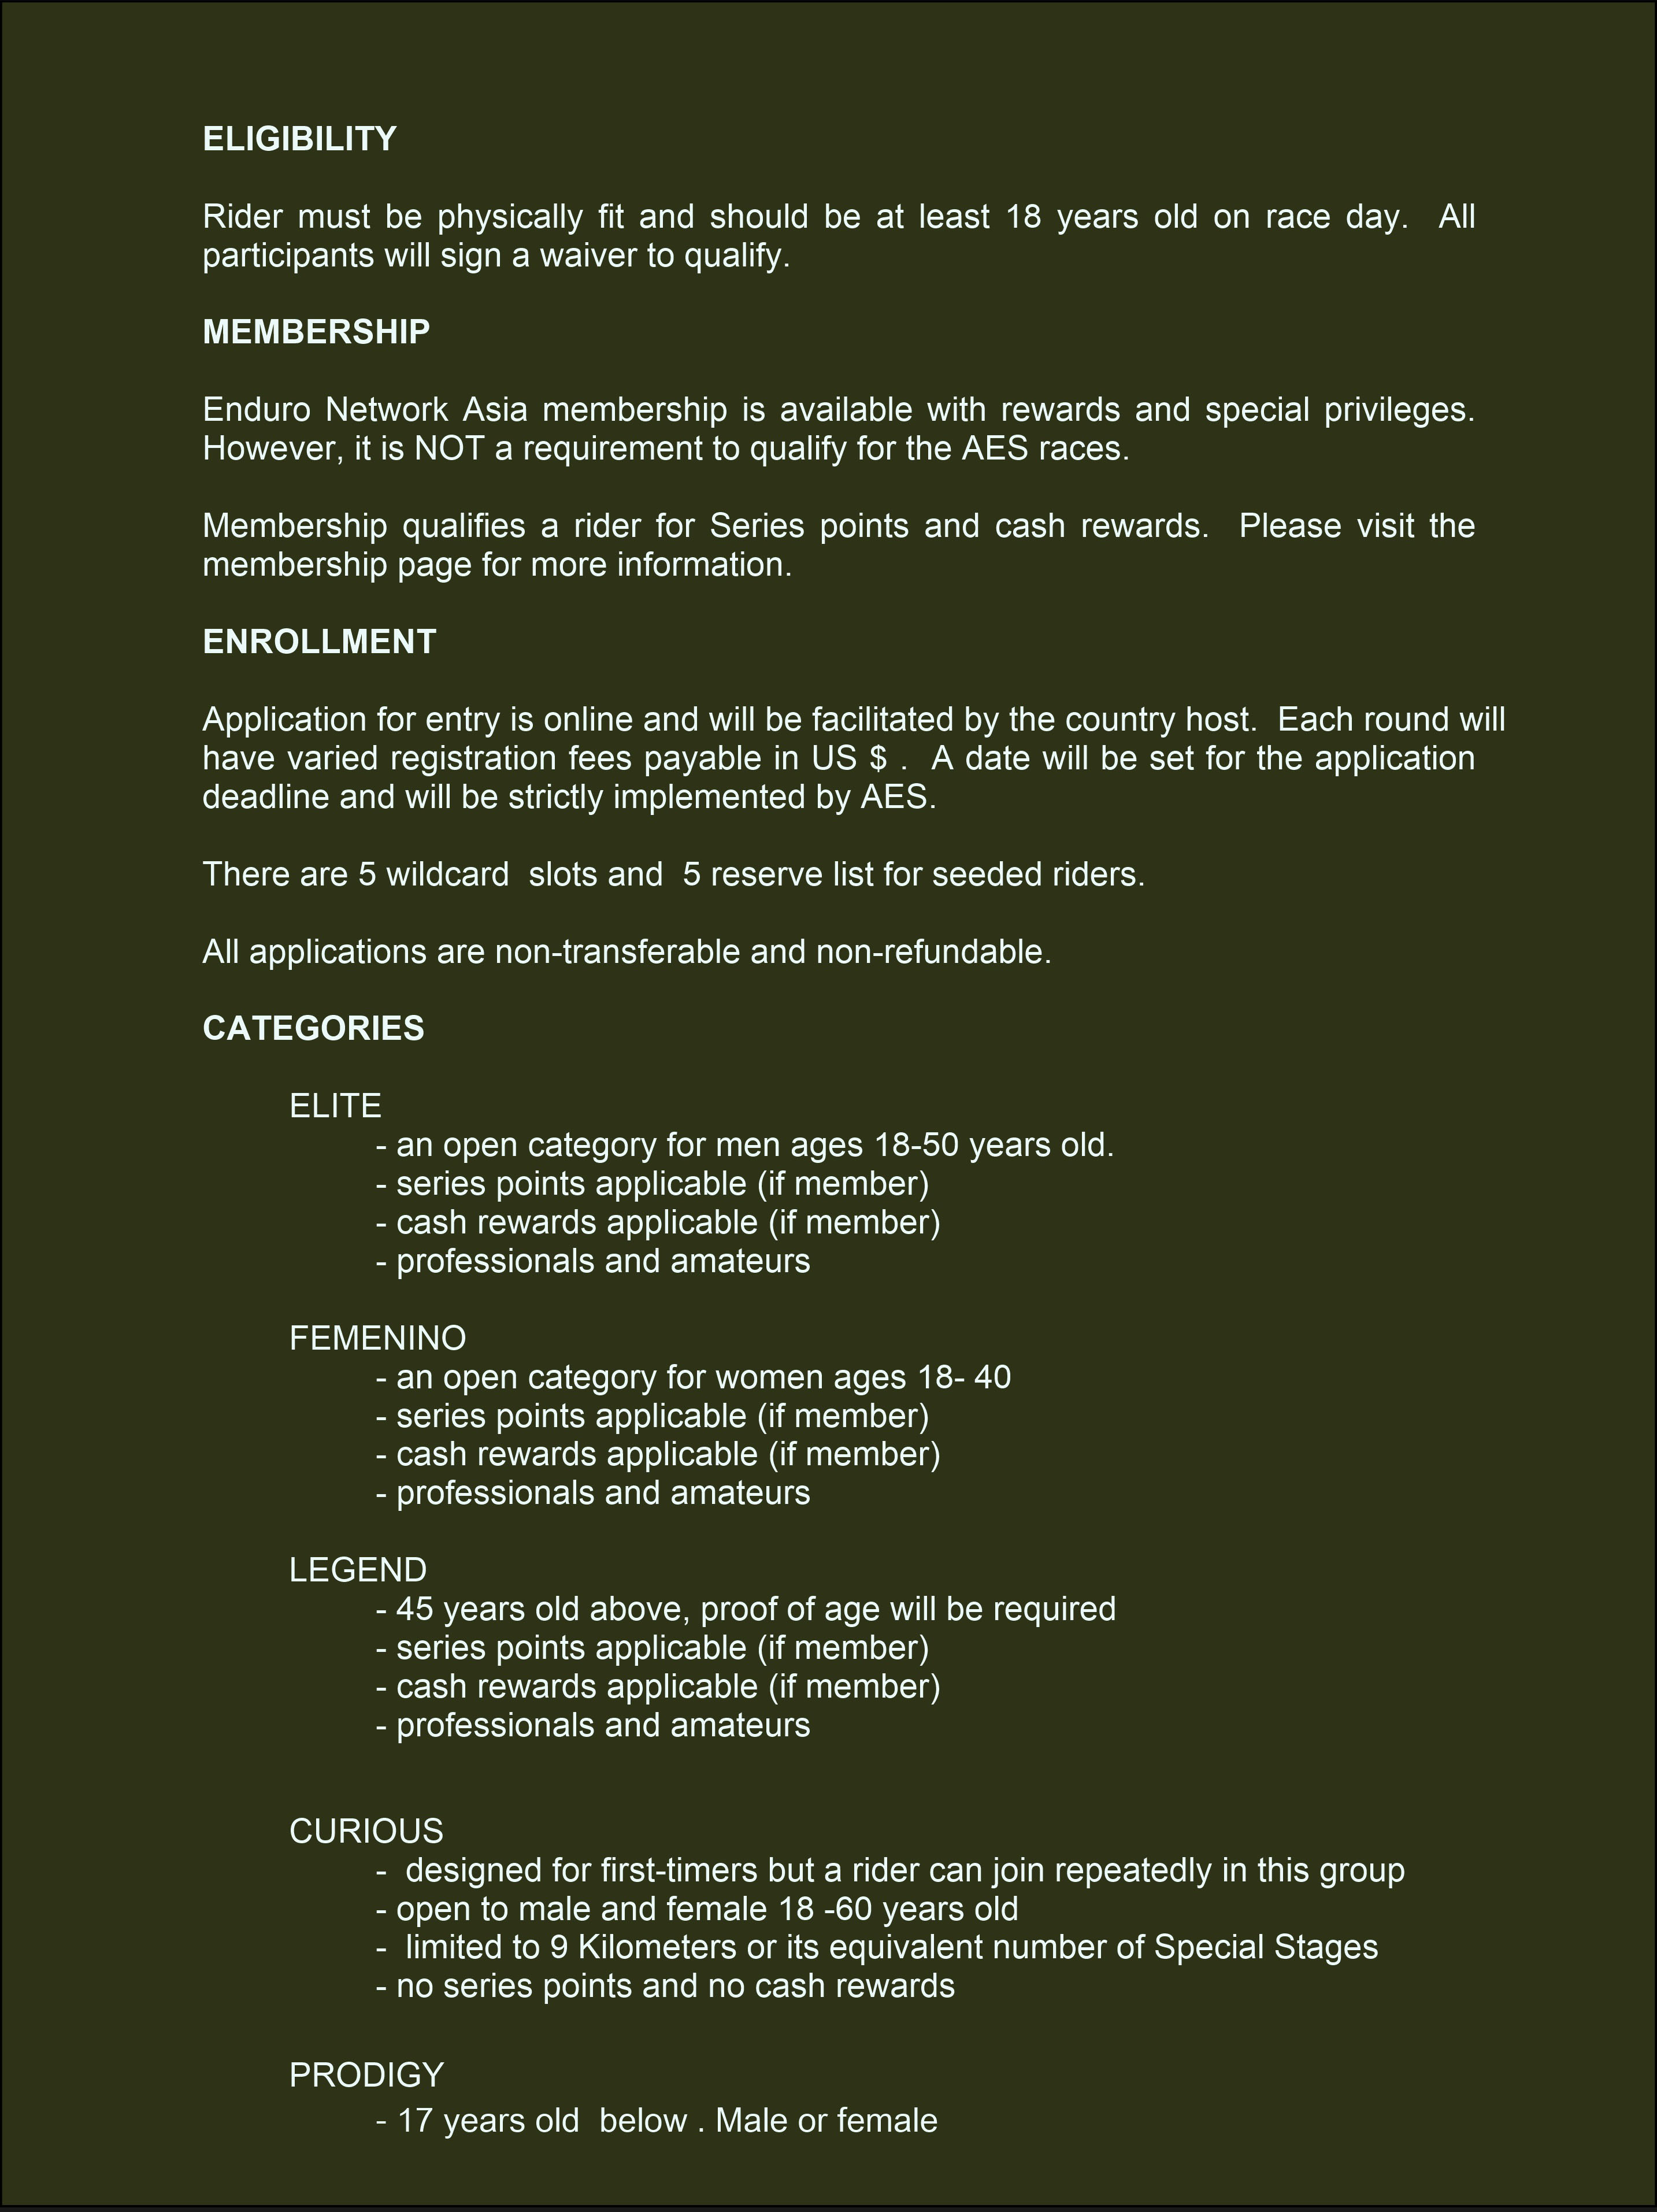 ELIGIBILITY
Rider must be physically fit and should be at least 18 years old on race day. All
participants will sign a waiver to qualify.
MEMBERSHIP
Enduro Network Asia membership is available with rewards and special privileges.
However, it is NOT a requirement to qualify for the AES races.
Membership qualifies a rider for Series points and cash rewards. Please visit the
membership page for more information.
ENROLLMENT
Application for entry is online and will be facilitated by the country host. Each round will
have varied registration fees payable in US $ . A date will be set for the application
deadline and will be strictly implemented by AES.
There are 5 wildcard slots and 5 reserve list for seeded riders.
All applications are non-transferable and non-refundable.
CATEGORIES
ELITE
- an open category for men ages 18-50 years old.
- series points applicable (if member)
- cash rewards applicable (if member)
- professionals and amateurs
FEMENINO
- an open category for women ages 18- 40
- series points applicable (if member)
- cash rewards applicable (if member)
- professionals and amateurs
LEGEND
- 45 years old above, proof of age will be required
- series points applicable (if member)
- cash rewards applicable (if member)
- professionals and amateurs
CURIOUS
- designed for first-timers but a rider can join repeatedly in this group
- open to male and female 18 -60 years old
- limited to 9 Kilometers or its equivalent number of Special Stages
- no series points and no cash rewards
PRODIGY
- 17 years old below . Male or female